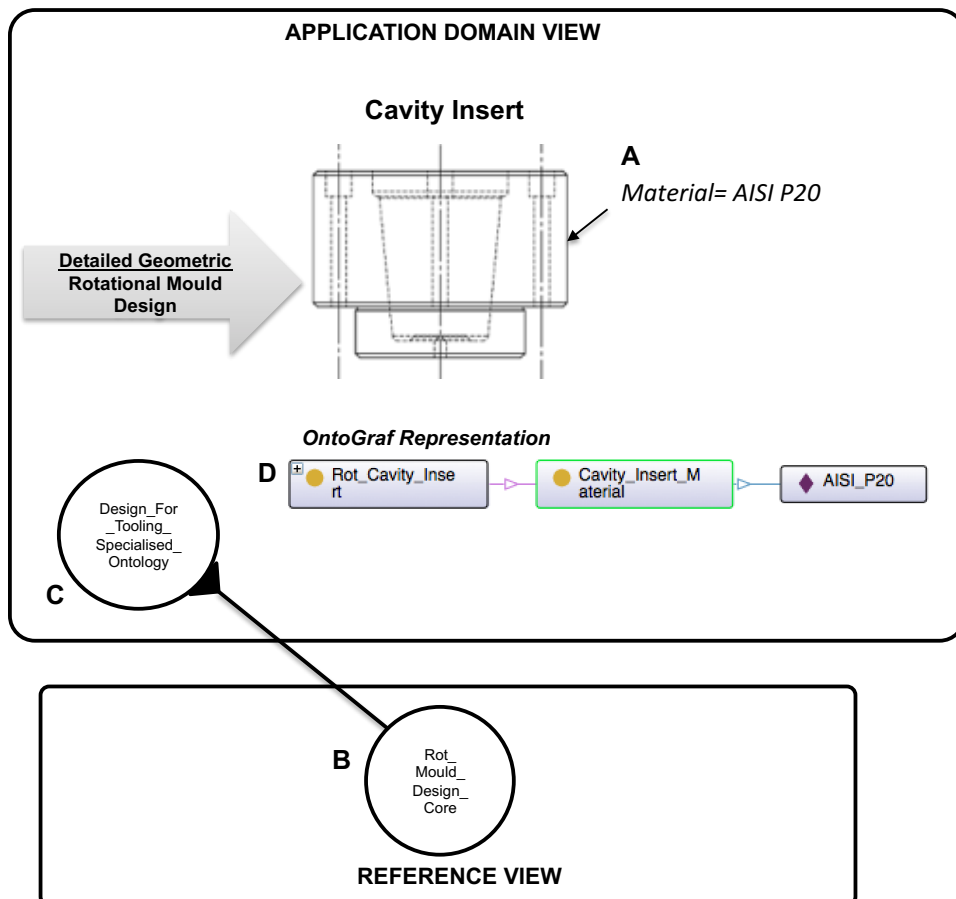 APPLICATION DOMAIN VIEW
Cavity Insert
A
Material= AISI P20
Detailed Geometric
Rotational Mould
Design
OntoGraf Representation
D
Rot_Cavity_Inse
rt
Cavity_Insert_M
aterial
AISI_P20
Design_For
_Tooling_
Specialised_
Ontology
C
B
Rot_
Mould_
Design_
Core
REFERENCE VIEW